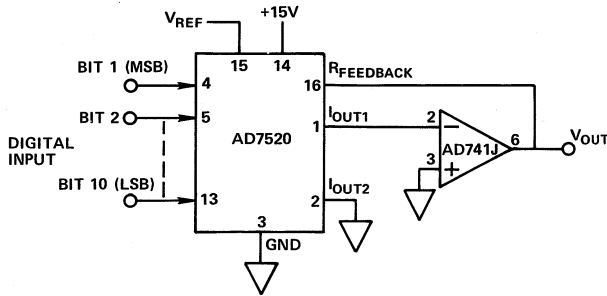 VREF
+15V
15
14
BIT 1 (MSB)
4
16
RFEEDBACK
BIT 2
5
1
IOUT1
2
6
VOUT
DIGITAL
INPUT
AD7520
AD741J
3
BIT 10 (LSB)
13
2
IOUT2
3
GND
−
+